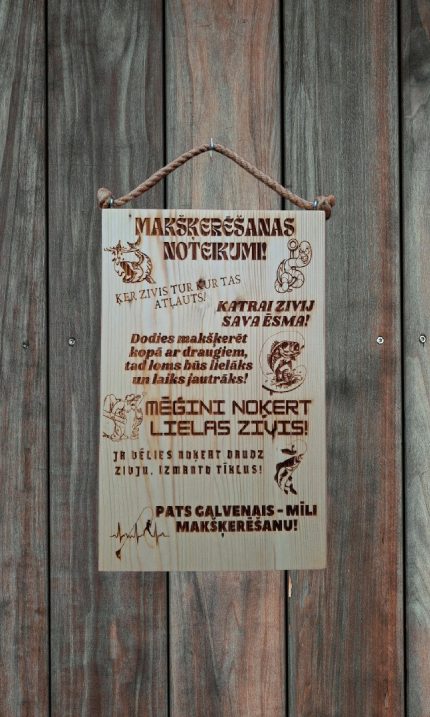 MAKŠĶERĒŠANAS
NOTEIKUMI!
ĶER ZIVIS TUR KUR TAS
ATĻAUTS!
KATRAI ZIVIJ
SAVA ĒSMA!
Dodies makšķerēt
kopā ar draugiem,
tad loms būs lielāks
un laiks jautrāks!
MĒĢINI NOĶERT
LIELAS ZIVIS!
JA VĒLIES NOĶERT DAUDZ
ZIVJU, IZMANTO TĪKLUS!
PATS GALVENAIS - MĪLI
MAKŠĶERĒŠANU!